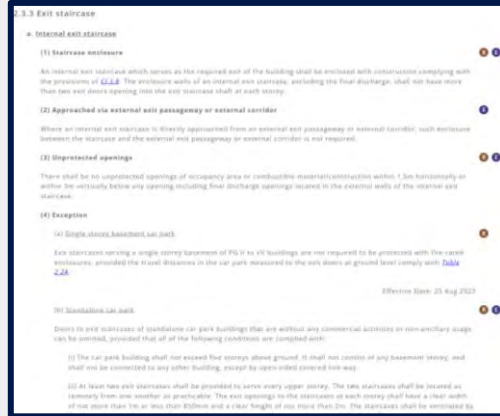 2.3.3 Exit staircase
a. Internal exit staircase
(1) Staircase enclosure
An internal exit staircase which serves as the required exit of the building shall be enclosed with construction complying with
the provisions of Cl.3.8. The enclosure walls of an internal exit staircase, excluding the final discharge, shall not have more
than two exit doors opening into the exit staircase shaft at each storey.
(2) Approached via external exit passageway or external corridor
Where an internal exit staircase is directly approached from an external exit passageway or external corridor, such enclosure
between the staircase and the external exit passageway or external corridor is not required.
(3) Unprotected openings
There shall be no unprotected openings of occupancy area or combustible material/construction within 1.5m horizontally or
within 3m vertically below any opening including final discharge openings located in the external walls of the internal exit
staircase.
(4) Exception
(a) Single storey basement car park
Exit staircases serving a single storey basement of PG II to VII buildings are not required to be protected with fire-rated
enclosures, provided the travel distances in the car park measured to the exit doors at ground level comply with Table
2.2A.
Effective Date: 25 Aug 2023
(b) Standalone car park
Doors to exit staircases of standalone car park buildings that are without any commercial activities or non-ancillary usage
can be omitted, provided that all of the following conditions are complied with:
(i) The car park building shall not exceed five storeys above ground. It shall not consist of any basement storey, and
shall not be connected to any other building, except by open-sided covered link-way.
(ii) At least two exit staircases shall be provided to serve every upper storey. The two staircases shall be located as
remotely from one another as practicable. The exit openings to the staircases at each storey shall have a clear width
of not more than 1m or less than 850mm and a clear height of not more than 2m. The staircases shall be ventilated by